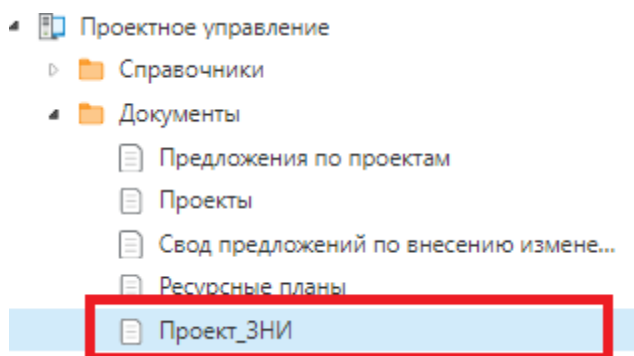 Проектное управление
Справочники
Документы
Предложения по проектам
Проекты
Свод предложений по внесению измене...
Ресурсные планы
Проект_ЗНИ